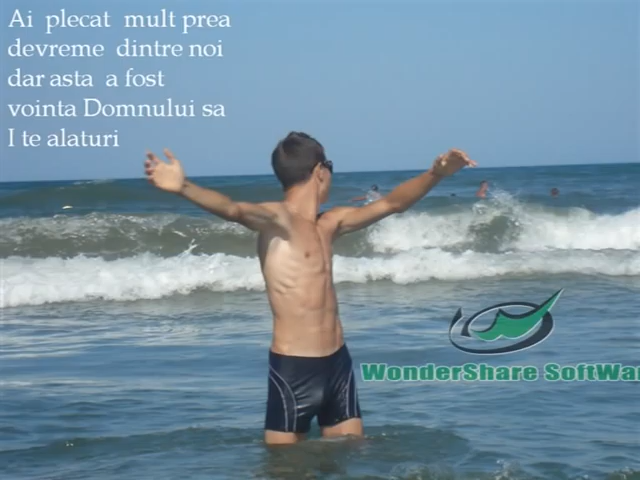 Ai plecat mult prea
devreme dintre noi
dar asta a fost
vointa Domnului sa
I te alaturi
WonderShare SoftWar